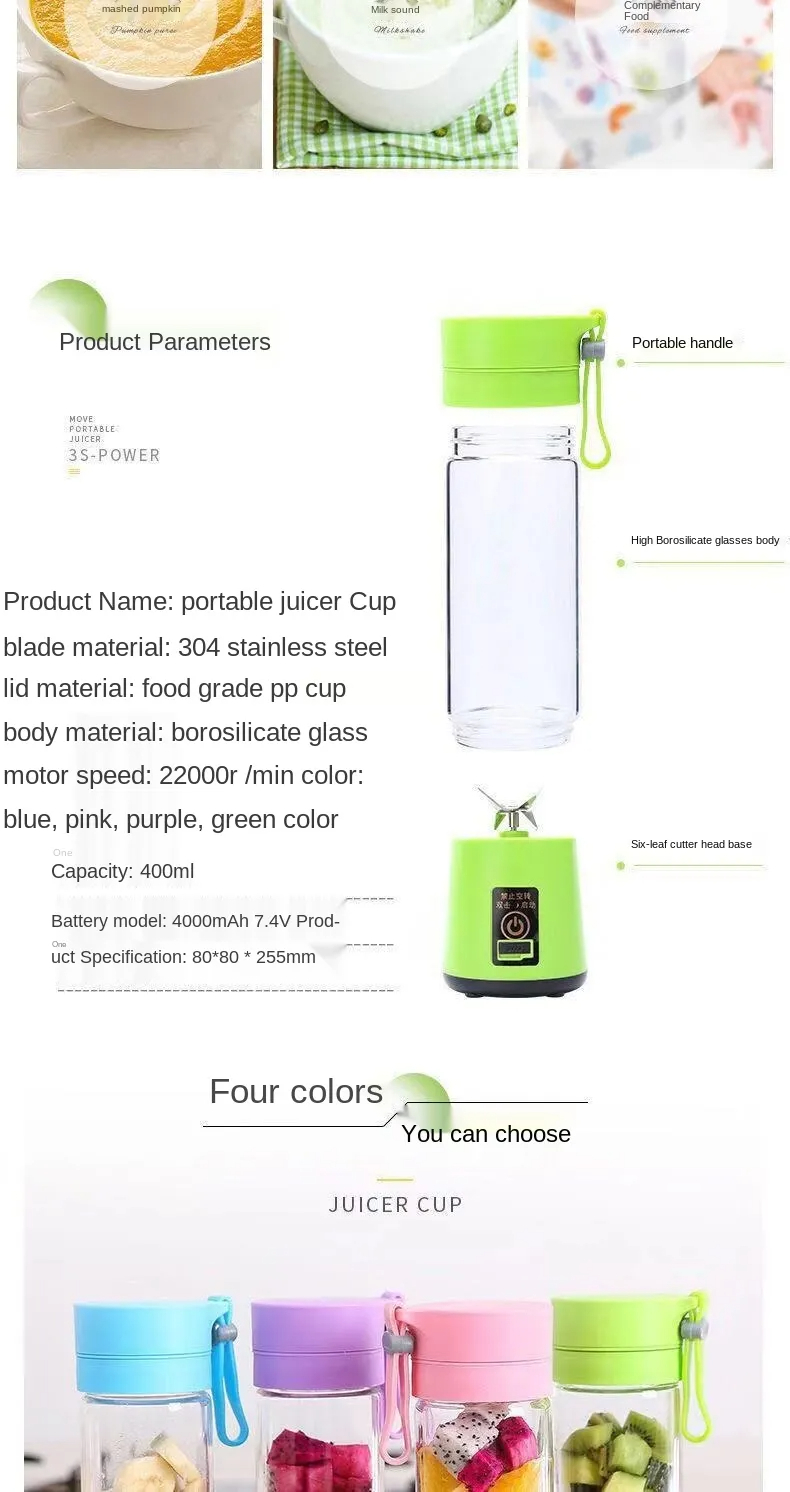 mashed pumpkin
Pumpkin puree
Milk sound
Milkshake
Complementary
Food
Food supplement
Product Parameters
MOVE
PORTABLE
JUICER
3S-POWER
Portable handle
High Borosilicate glasses body
Product Name: portable juicer Cup
blade material: 304 stainless steel
lid material: food grade pp cup
body material: borosilicate glass
motor speed: 22000r /min color:
blue, pink, purple, green color
One
Capacity: 400ml
Battery model: 4000mAh 7.4V Prod-
One
uct Specification: 80*80 * 255mm
Six-leaf cutter head base
禁止空转
双击 启动
Four colors
You can choose
JUICER CUP